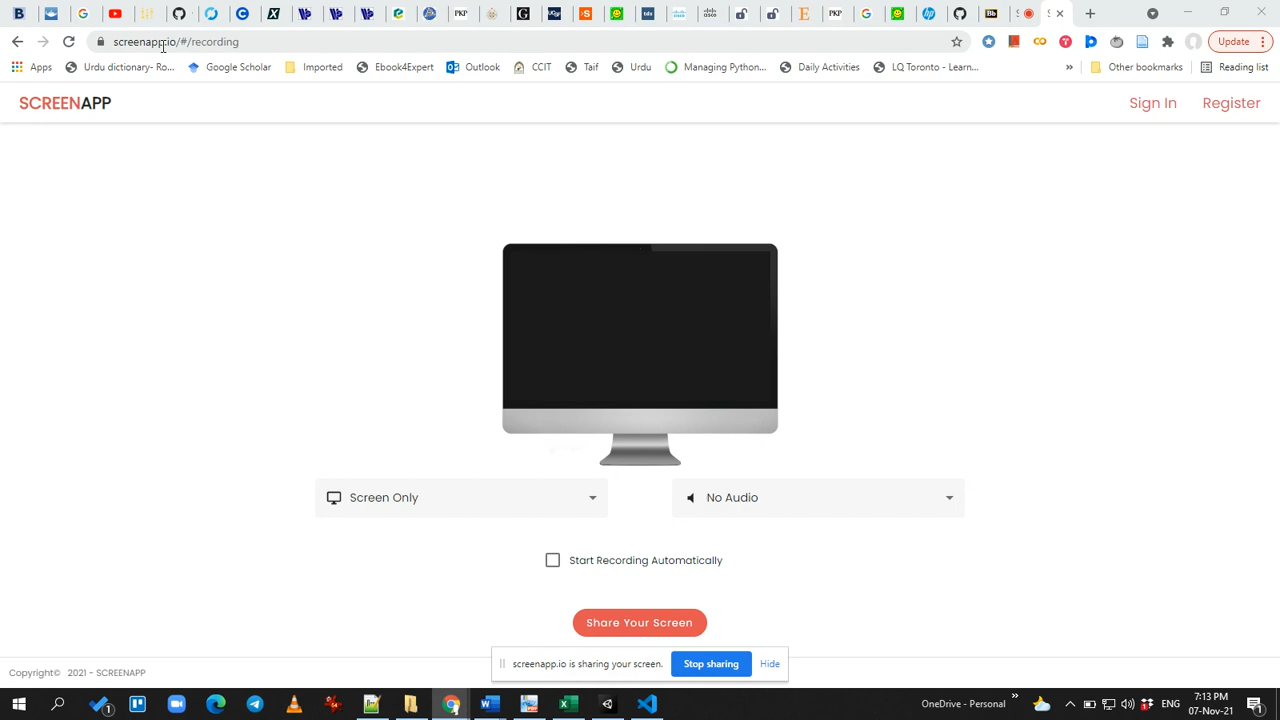 screenapp.io/#/recording
Update
Apps
Urdu dictionary- Ro...
Google Scholar
Imported
Ebook4Expert
Outlook
CCIT
Taif
Urdu
Managing Python...
Daily Activities
LQ Toronto - Learn...
»
Other bookmarks
Reading list
SCREENAPP
Sign In
Register
Screen Only
No Audio
Start Recording Automatically
Share Your Screen
screenapp.io is sharing your screen.
Stop sharing
Hide
Copyright© 2021 - SCREENAPP
OneDrive - Personal
ENG
7:13 PM
07-Nov-21